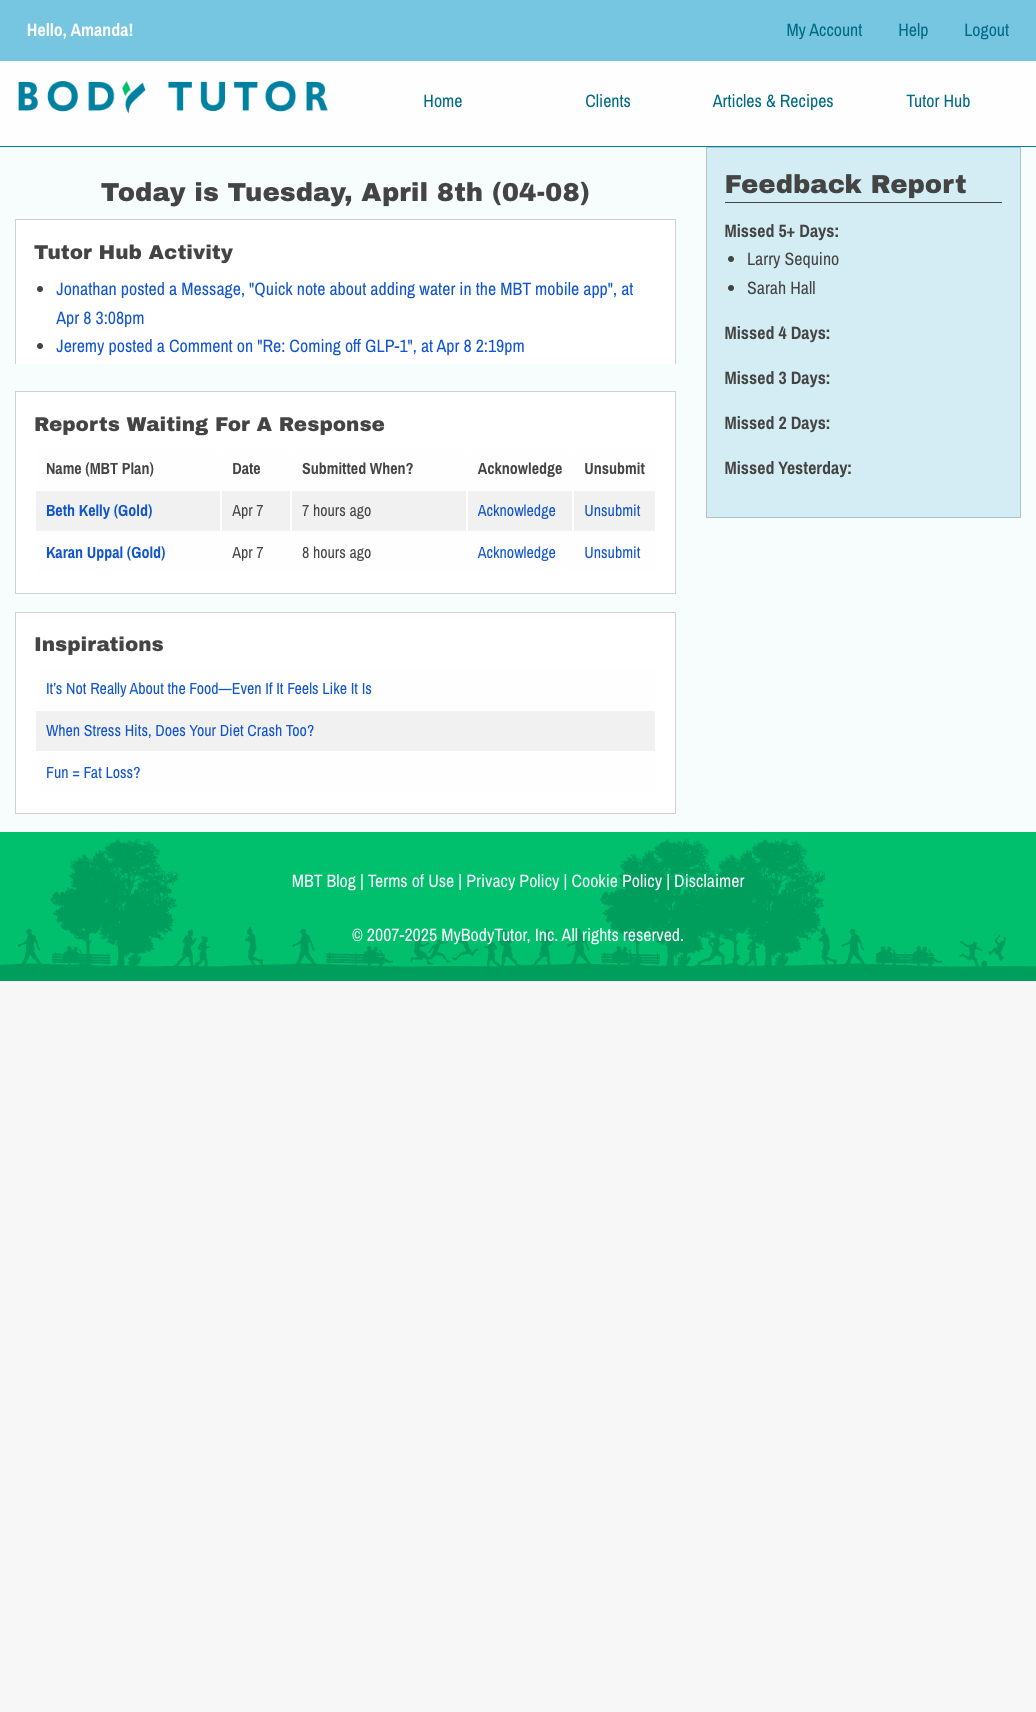 Hello, Amanda!
My Account Help Logout
BODY TUTOR
Home Clients Articles & Recipes Tutor Hub
Today is Tuesday, April 8th (04-08)
Tutor Hub Activity
Jonathan posted a Message, "Quick note about adding water in the MBT mobile app", at
Apr 8 3:08pm
Jeremy posted a Comment on "Re: Coming off GLP-1", at Apr 8 2:19pm
Reports Waiting For A Response
Name (MBT Plan) Date Submitted When? Acknowledge Unsubmit
Beth Kelly (Gold) Apr 7 7 hours ago Acknowledge Unsubmit
Karan Uppal (Gold) Apr 7 8 hours ago Acknowledge Unsubmit
Inspirations
It's Not Really About the Food—Even If It Feels Like It Is
When Stress Hits, Does Your Diet Crash Too?
Fun = Fat Loss?
Feedback Report
Missed 5+ Days:
Larry Sequino
Sarah Hall
Missed 4 Days:
Missed 3 Days:
Missed 2 Days:
Missed Yesterday:
MBT Blog | Terms of Use | Privacy Policy | Cookie Policy | Disclaimer
© 2007-2025 MyBodyTutor, Inc. All rights reserved.